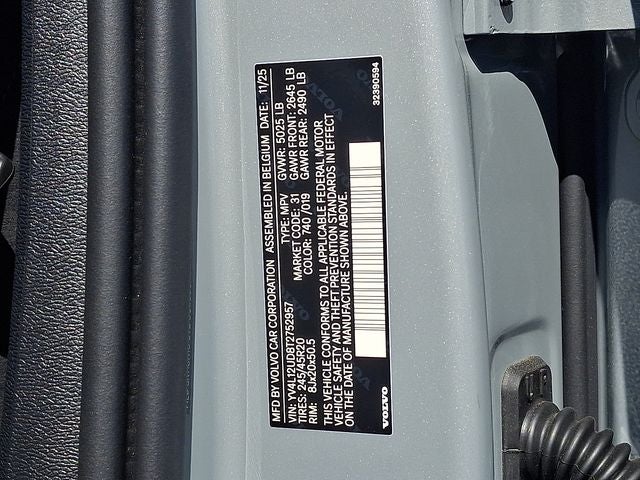 MFD BY VOLVO CAR CORPORATION ASSEMBLED IN BELGIUM DATE: 11/25
VIN: YV4L12UD8T2752957 TYPE: MPV GVWR: 5025 LB
TIRES: 245/45R20 MARKET CODE: 31 GAWR FRONT: 2645 LB
RIM: 8Jx20x50.5 COLOR: 740 /019 GAWR REAR: 2490 LB
THIS VEHICLE CONFORMS TO ALL APPLICABLE FEDERAL MOTOR
VEHICLE SAFETY AND THEFT PREVENTION STANDARDS IN EFFECT
ON THE DATE OF MANUFACTURE SHOWN ABOVE.
VOLVO 32390594